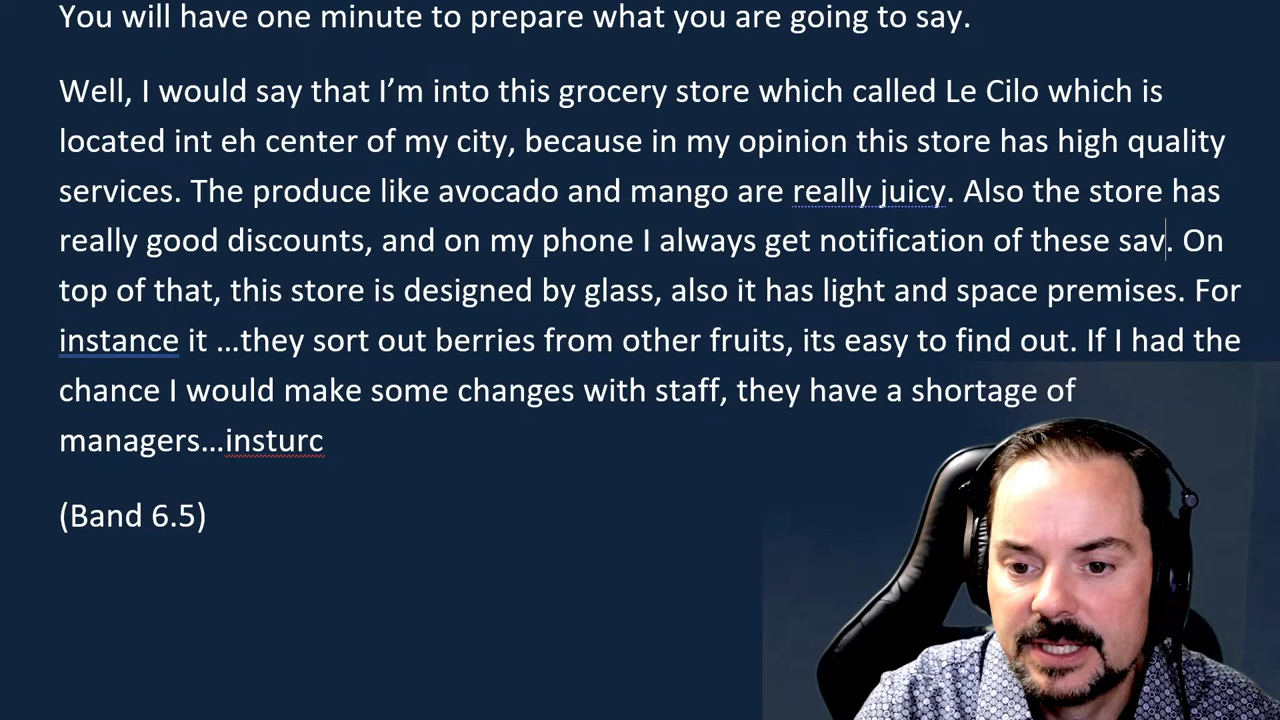 You will have one minute to prepare what you are going to say.
Well, I would say that I’m into this grocery store which called Le Cilo which is
located int eh center of my city, because in my opinion this store has high quality
services. The produce like avocado and mango are really juicy. Also the store has
really good discounts, and on my phone I always get notification of these sav. On
top of that, this store is designed by glass, also it has light and space premises. For
instance it …they sort out berries from other fruits, its easy to find out. If I had the
chance I would make some changes with staff, they have a shortage of
managers…insturc
(Band 6.5)